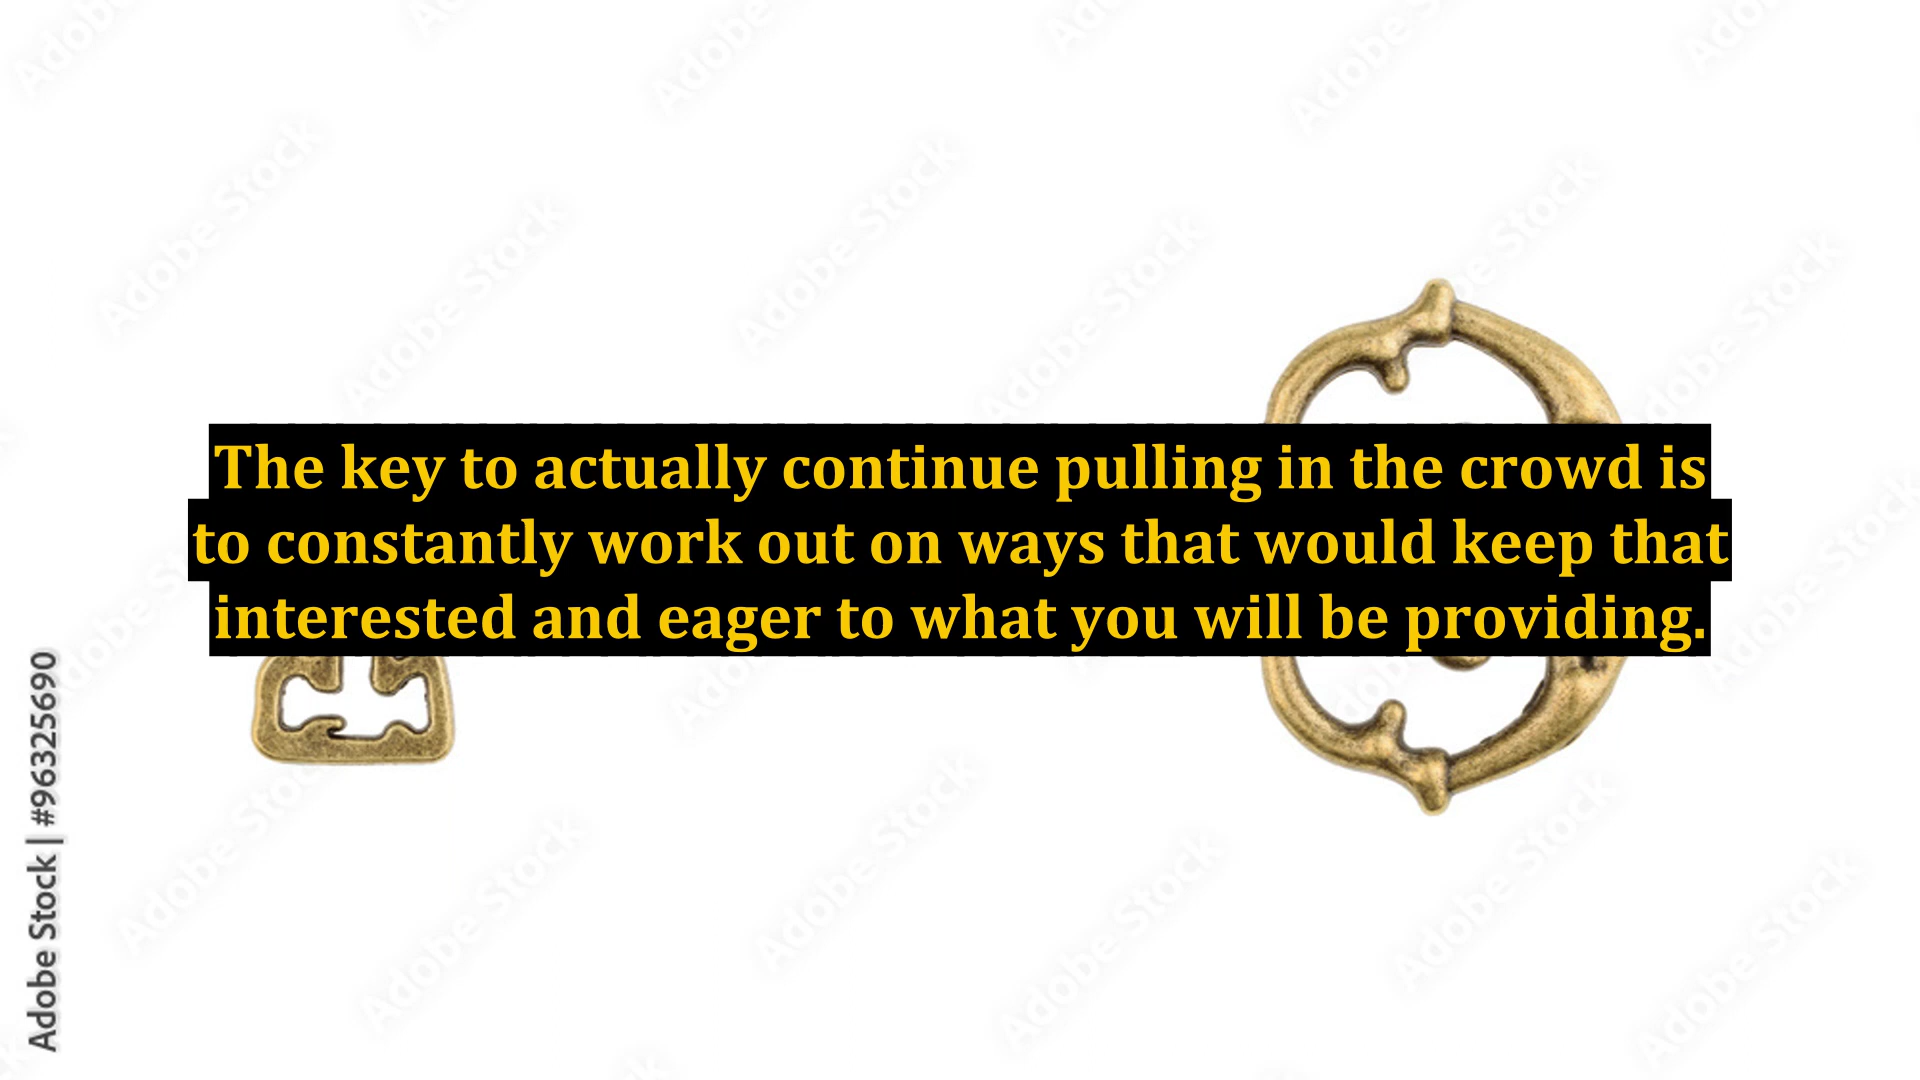 The key to actually continue pulling in the crowd is
to constantly work out on ways that would keep that
interested and eager to what you will be providing.
Adobe Stock | #96325690